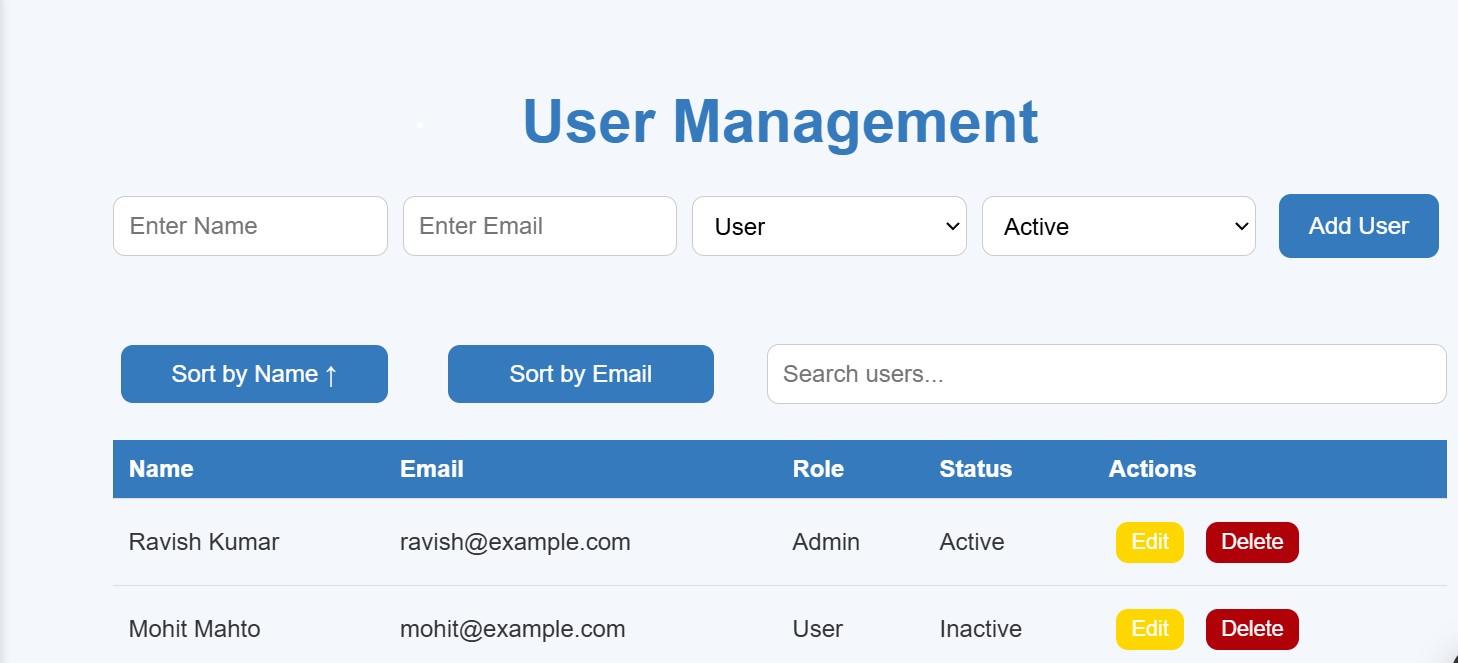 User Management
Enter Name Enter Email User Active Add User
Sort by Name ↑ Sort by Email Search users...
Name Email Role Status Actions
Ravish Kumar ravish@example.com Admin Active Edit Delete
Mohit Mahto mohit@example.com User Inactive Edit Delete